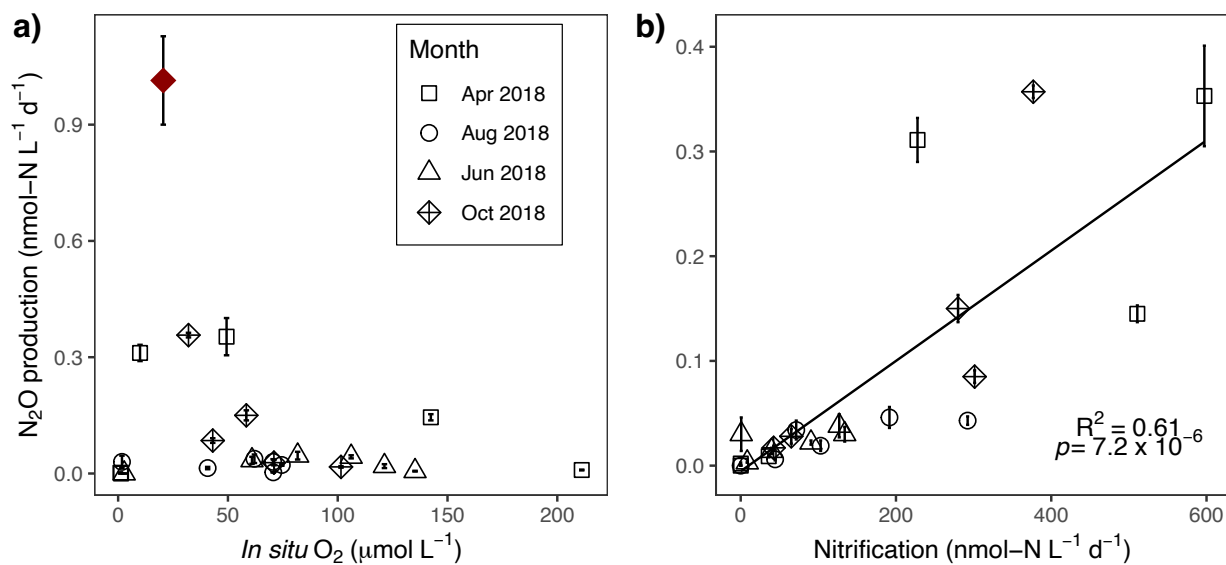 a)
N₂O production (nmol–N L⁻¹ d⁻¹)
0.9
0.6
0.3
0.0
Month
Apr 2018
Aug 2018
Jun 2018
Oct 2018
0 50 100 150 200
In situ O₂ (μmol L⁻¹)
b)
0.4
0.3
0.2
0.1
0.0
R² = 0.61
p= 7.2 x 10⁻⁶
0 200 400 600
Nitrification (nmol–N L⁻¹ d⁻¹)